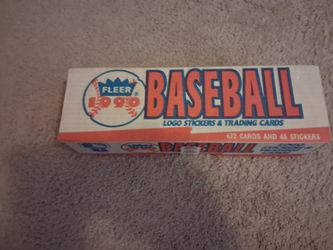 FLEER
1990
BASEBALL
LOGO STICKERS & TRADING CARDS
672 CARDS AND 45 STICKERS
BASEBALL